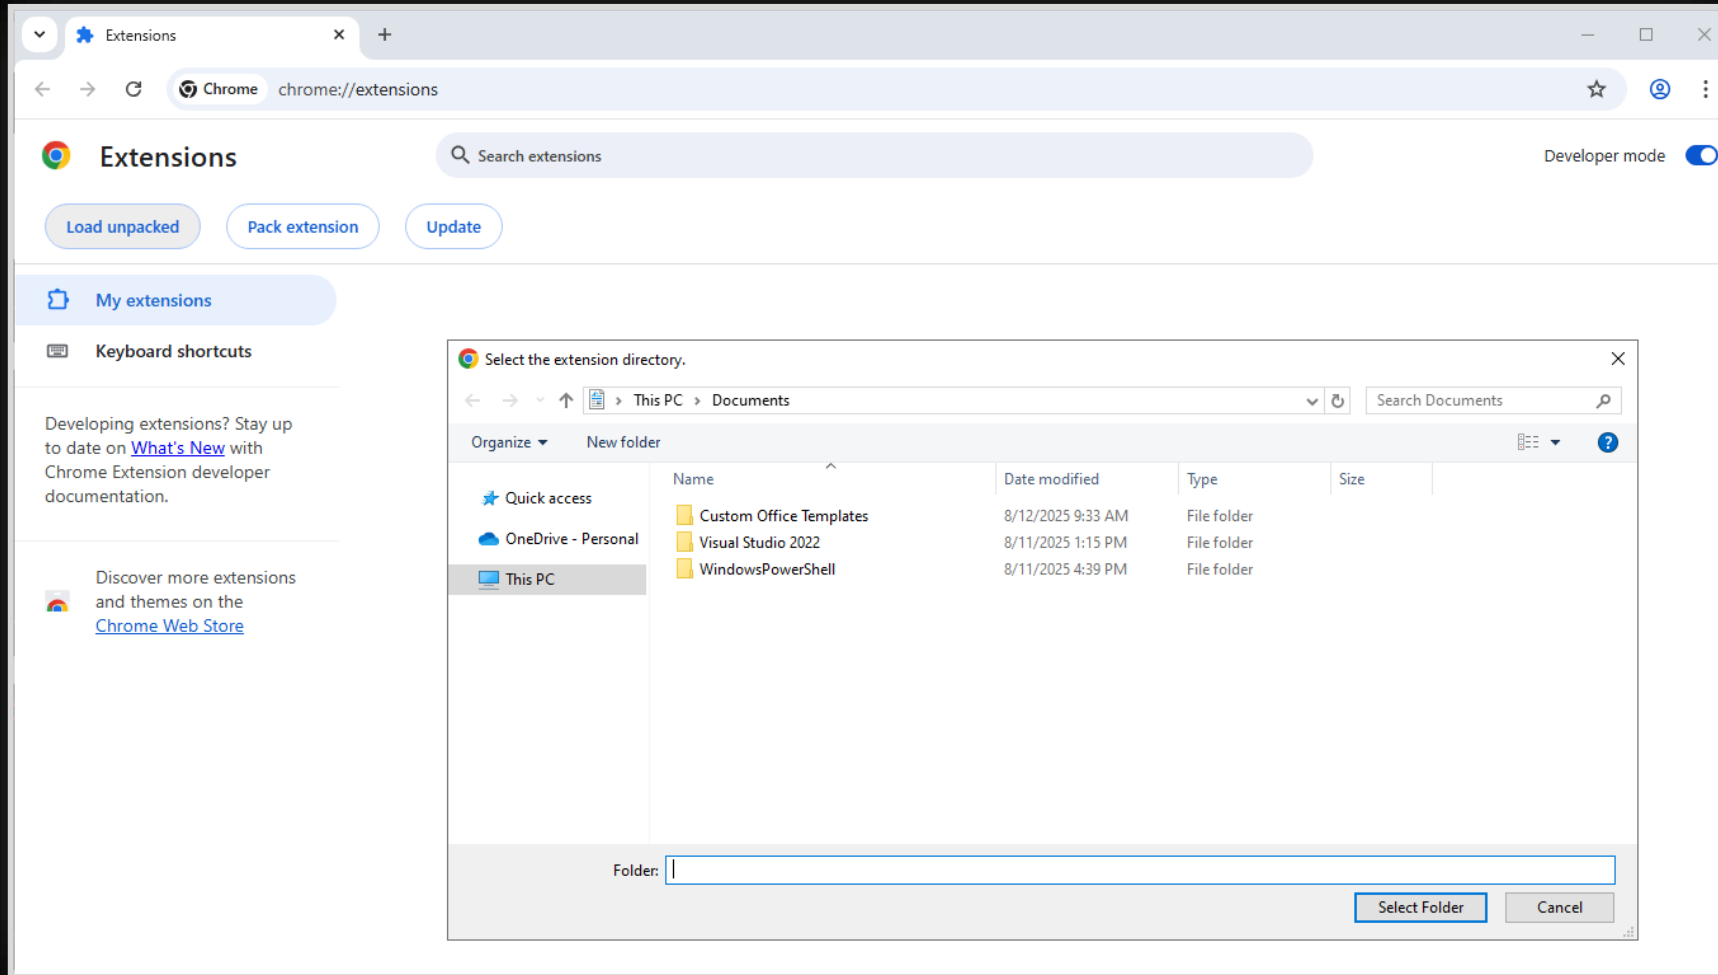 Extensions
Chrome
chrome://extensions
Extensions
Search extensions
Developer mode
Load unpacked
Pack extension
Update
My extensions
Keyboard shortcuts
Developing extensions? Stay up
to date on What's New with
Chrome Extension developer
documentation.
Discover more extensions
and themes on the
Chrome Web Store
Select the extension directory.
This PC > Documents
Search Documents
Organize
New folder
Name Date modified Type Size
Quick access
OneDrive - Personal
This PC
Custom Office Templates 8/12/2025 9:33 AM File folder
Visual Studio 2022 8/11/2025 1:15 PM File folder
WindowsPowerShell 8/11/2025 4:39 PM File folder
Folder:
Select Folder
Cancel